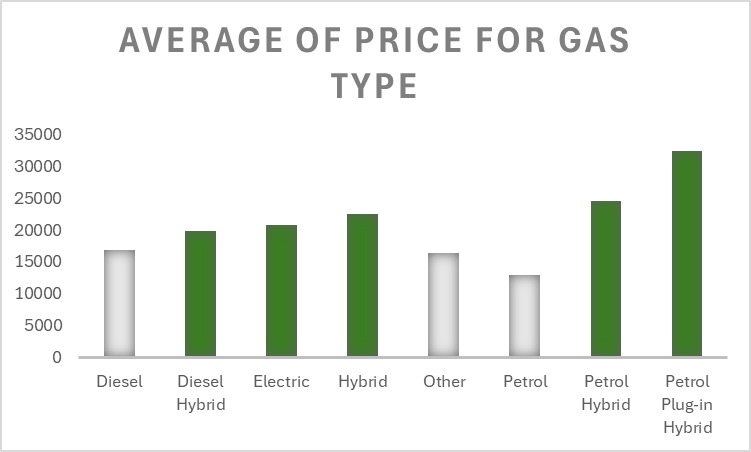 AVERAGE OF PRICE FOR GAS
TYPE
35000
30000
25000
20000
15000
10000
5000
0
Diesel
Diesel
Hybrid
Electric
Hybrid
Other
Petrol
Petrol
Hybrid
Petrol
Plug-in
Hybrid